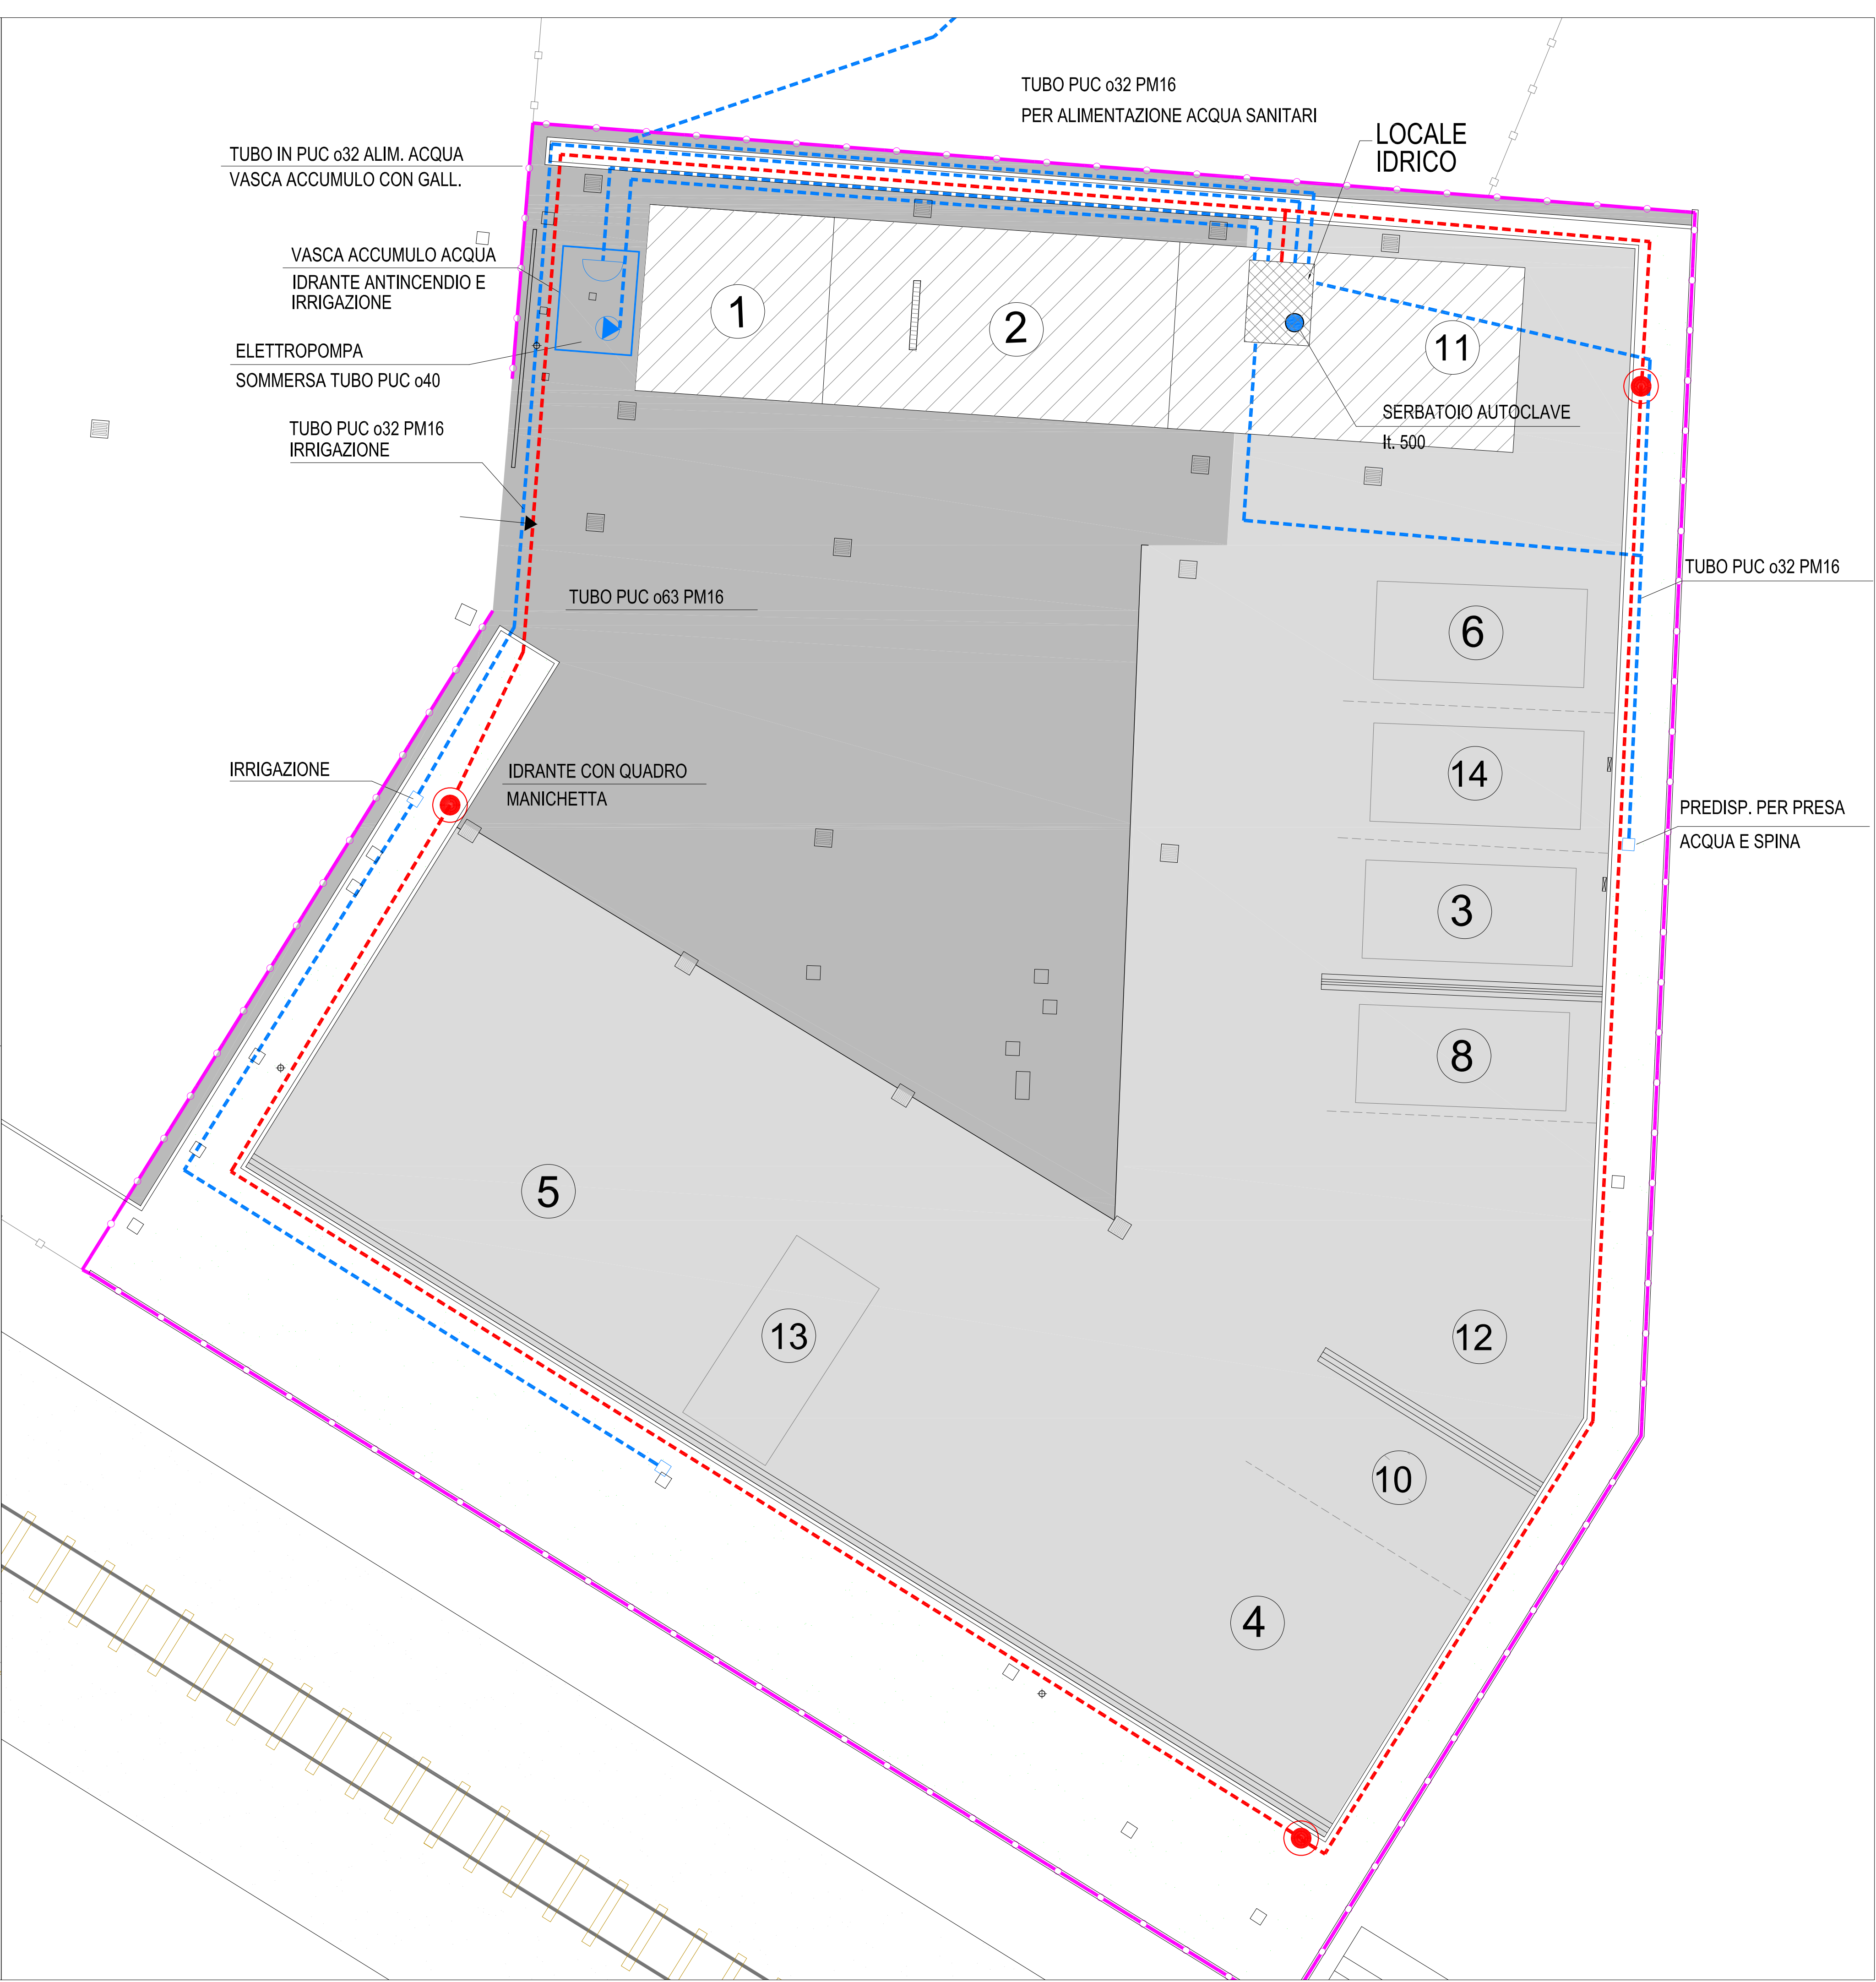 TUBO PUC o32 PM16
PER ALIMENTAZIONE ACQUA SANITARI
LOCALE
IDRICO
TUBO IN PUC o32 ALIM. ACQUA
VASCA ACCUMULO CON GALL.
VASCA ACCUMULO ACQUA
IDRANTE ANTINCENDIO E
IRRIGAZIONE
ELETTROPOMPA
SOMMERSA TUBO PUC o40
1
2
11
SERBATOIO AUTOCLAVE
lt. 500
TUBO PUC o32 PM16
IRRIGAZIONE
TUBO PUC o63 PM16
TUBO PUC o32 PM16
6
14
IRRIGAZIONE
IDRANTE CON QUADRO
MANICHETTA
PREDISP. PER PRESA
ACQUA E SPINA
3
8
5
13
12
10
4